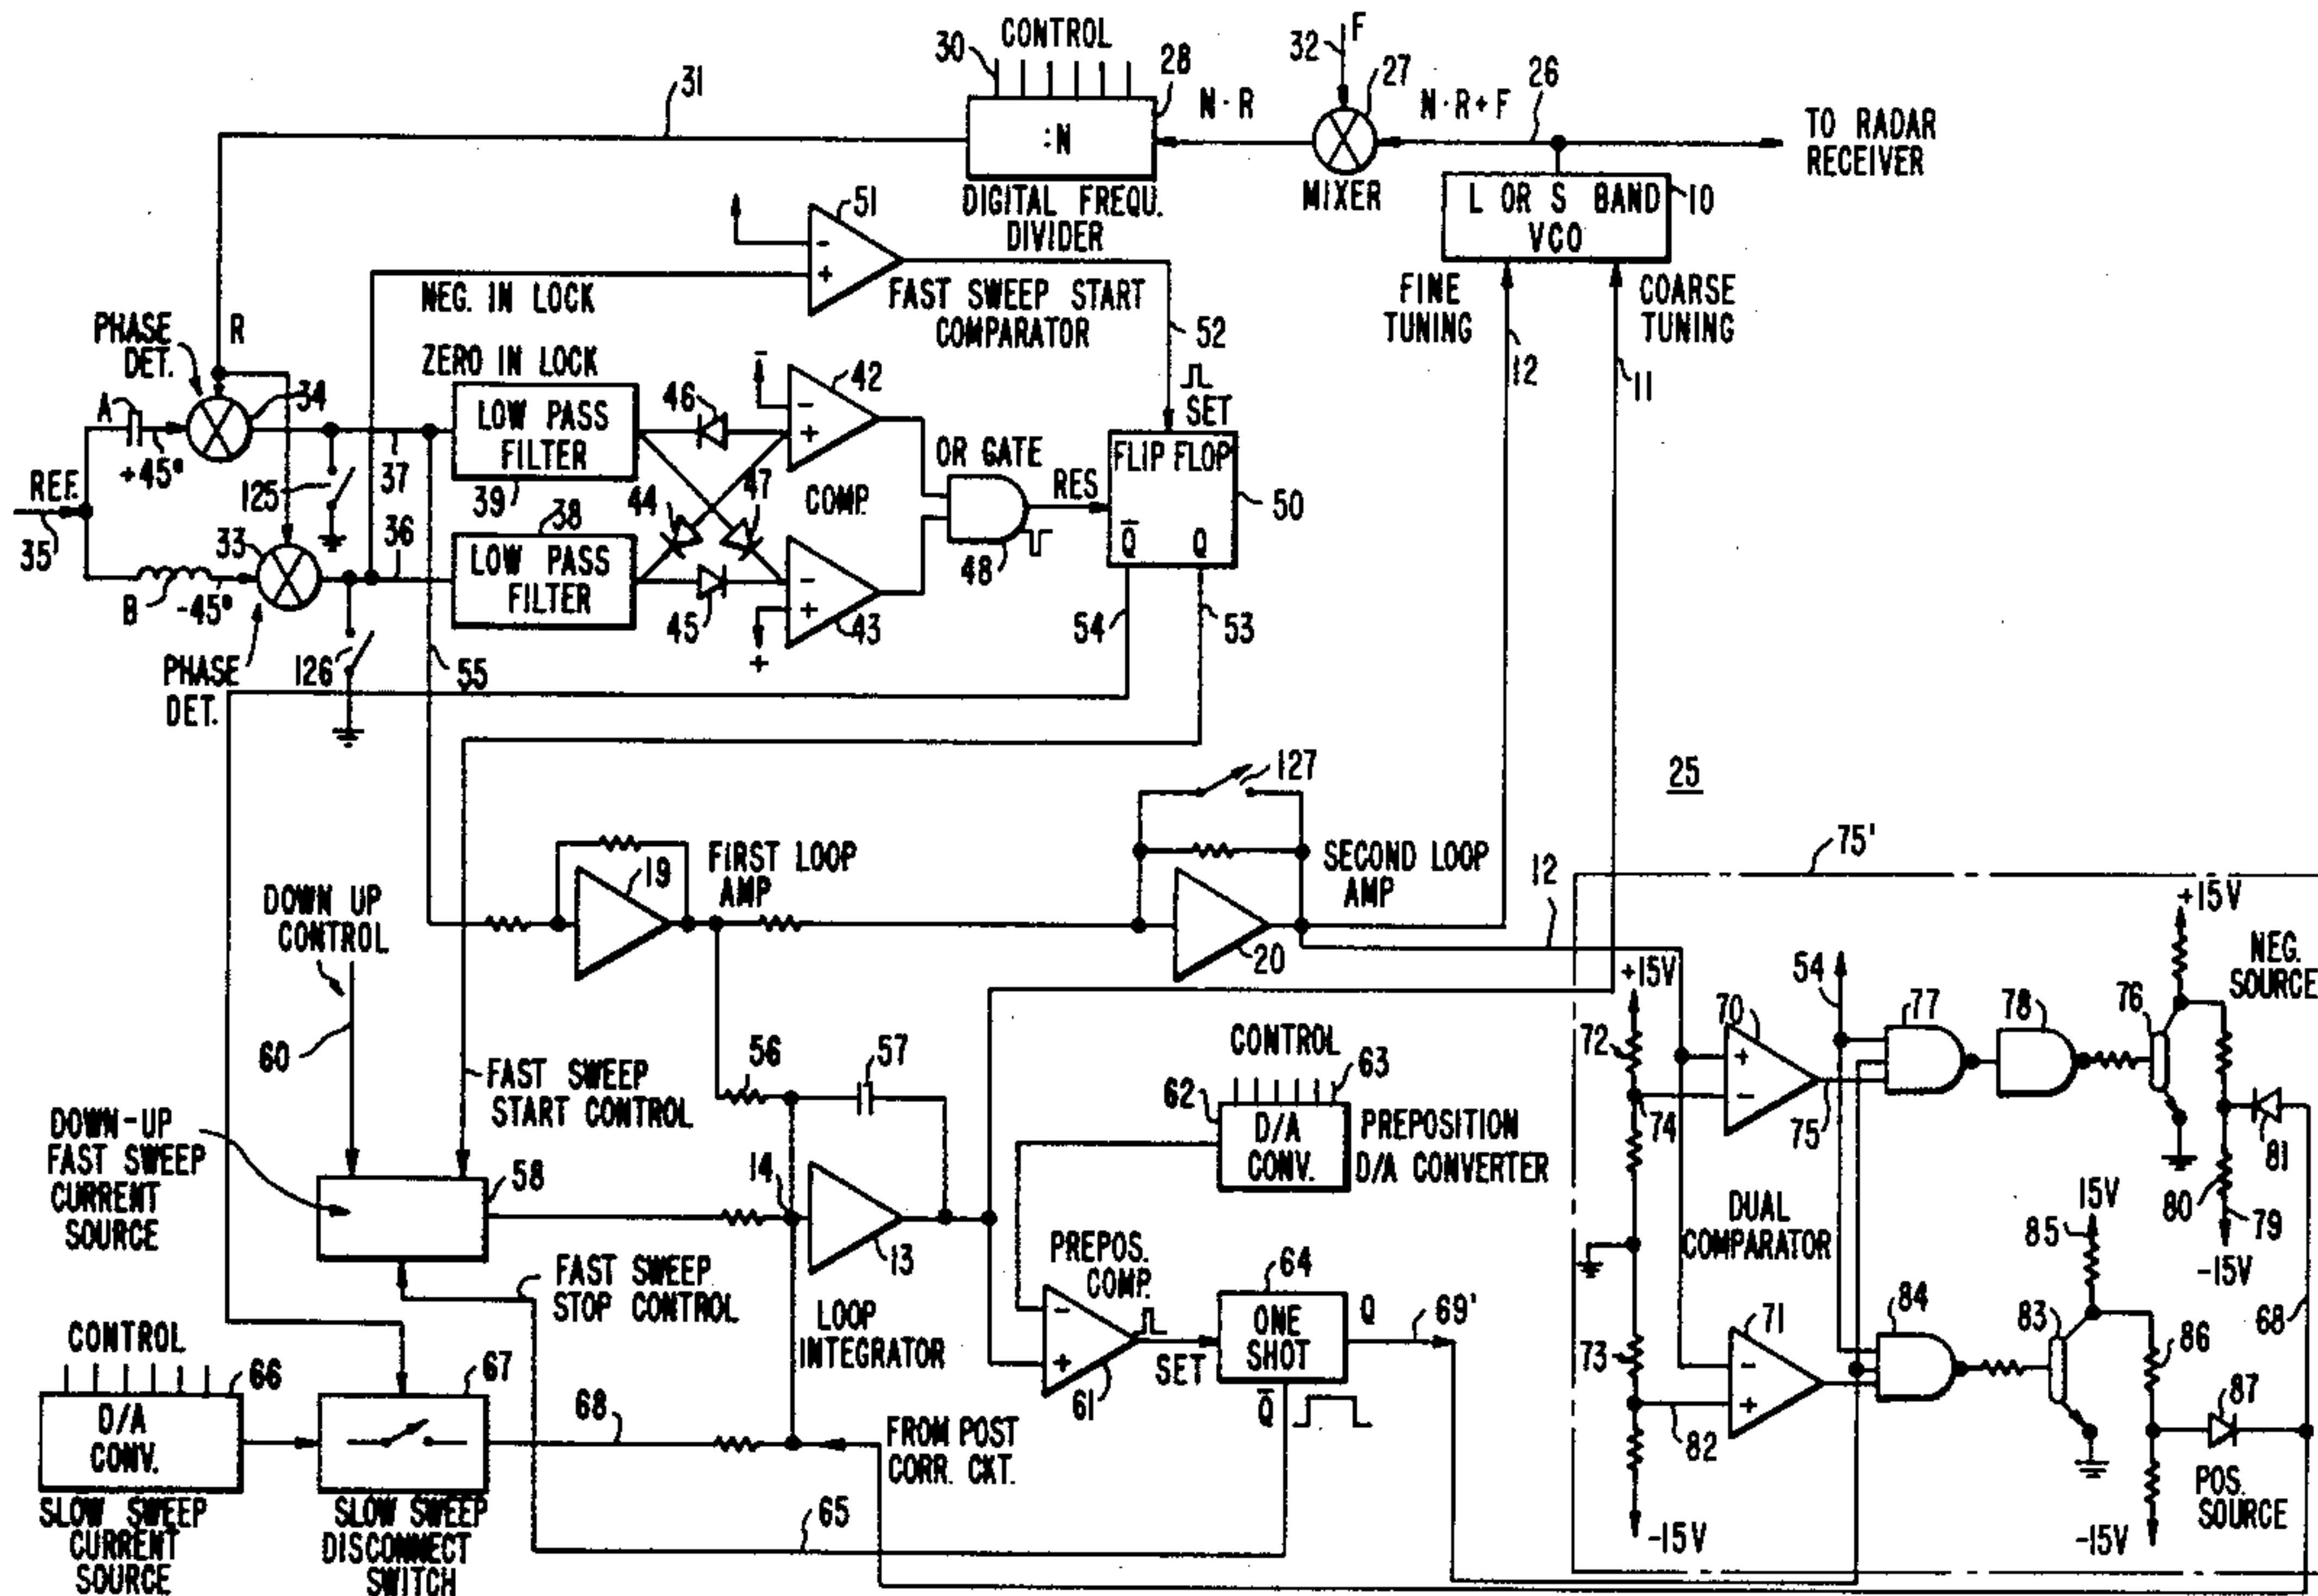 CONTROL
30
28
31
32
F
27
26
N·R
N·R+F
:N
DIGITAL FREQU.
DIVIDER
MIXER
TO RADAR
RECEIVER
L OR S BAND
VCO
10
51
-
+
NEG. IN LOCK
FAST SWEEP START
COMPARATOR
FINE
TUNING
COARSE
TUNING
52
12
11
PHASE
DET.
R
ZERO IN LOCK
34
A
+45°
LOW PASS
FILTER
39
46
-
42
-
+
SET
OR GATE
FLIP FLOP
REF.
35
125
37
44
47
COMP.
RES
50
33
36
38
LOW PASS
FILTER
Q̄
Q
48
B
-45°
45
-
+
43
+
54
53
PHASE
DET.
126
55
127
25
75'
DOWN UP
CONTROL
60
19
FIRST LOOP
AMP
SECOND LOOP
AMP
20
12
+15V
+15V
54
NEG.
SOURCE
56
57
CONTROL
63
62
D/A
CONV.
PREPOSITION
D/A CONVERTER
FAST SWEEP
START CONTROL
72
74
70
+
-
75
77
78
76
81
80
79
-15V
DOWN-UP
FAST SWEEP
CURRENT
SOURCE
58
14
13
PREPOS.
COMP.
64
DUAL
COMPARATOR
15V
85
FAST SWEEP
STOP CONTROL
LOOP
INTEGRATOR
-
+
61
SET
ONE
SHOT
Q
69'
Q̄
73
71
-
+
82
84
83
86
87
68
CONTROL
66
D/A
CONV.
67
68
FROM POST
CORR. CKT.
-15V
-15V
POS.
SOURCE
SLOW SWEEP
CURRENT
SOURCE
SLOW SWEEP
DISCONNECT
SWITCH
65